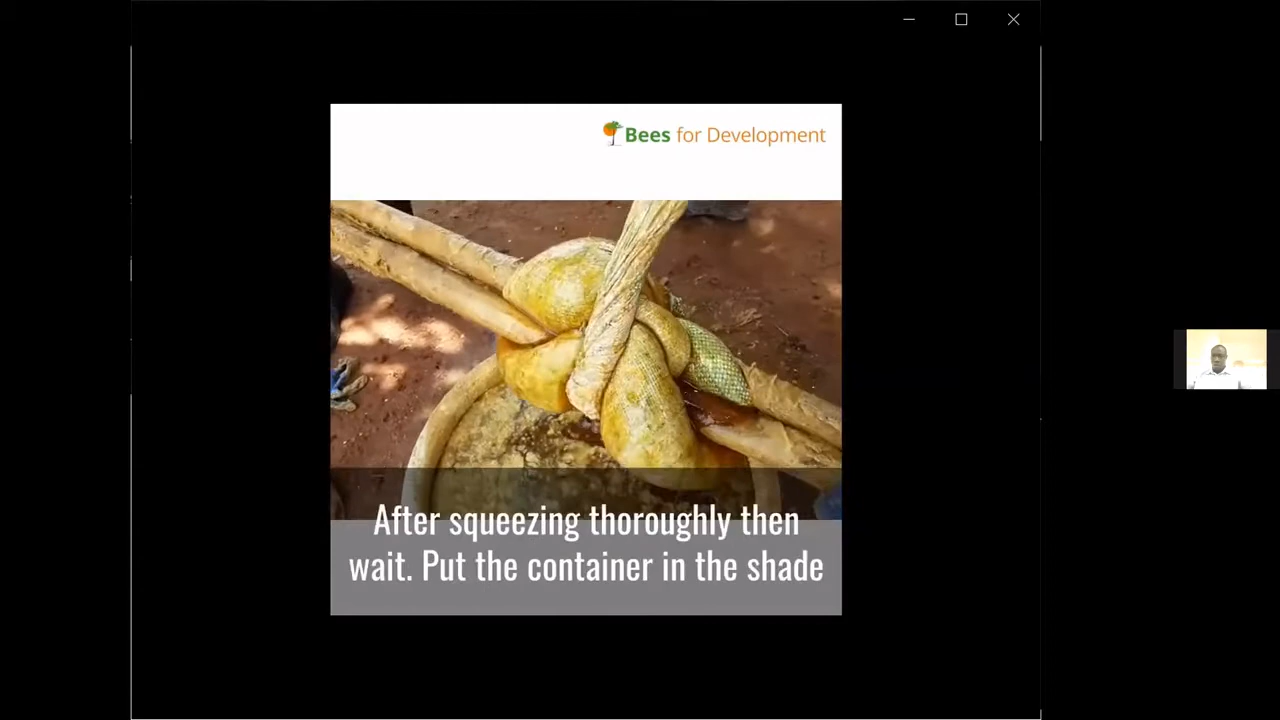 Bees for Development
After squeezing thoroughly then
wait. Put the container in the shade